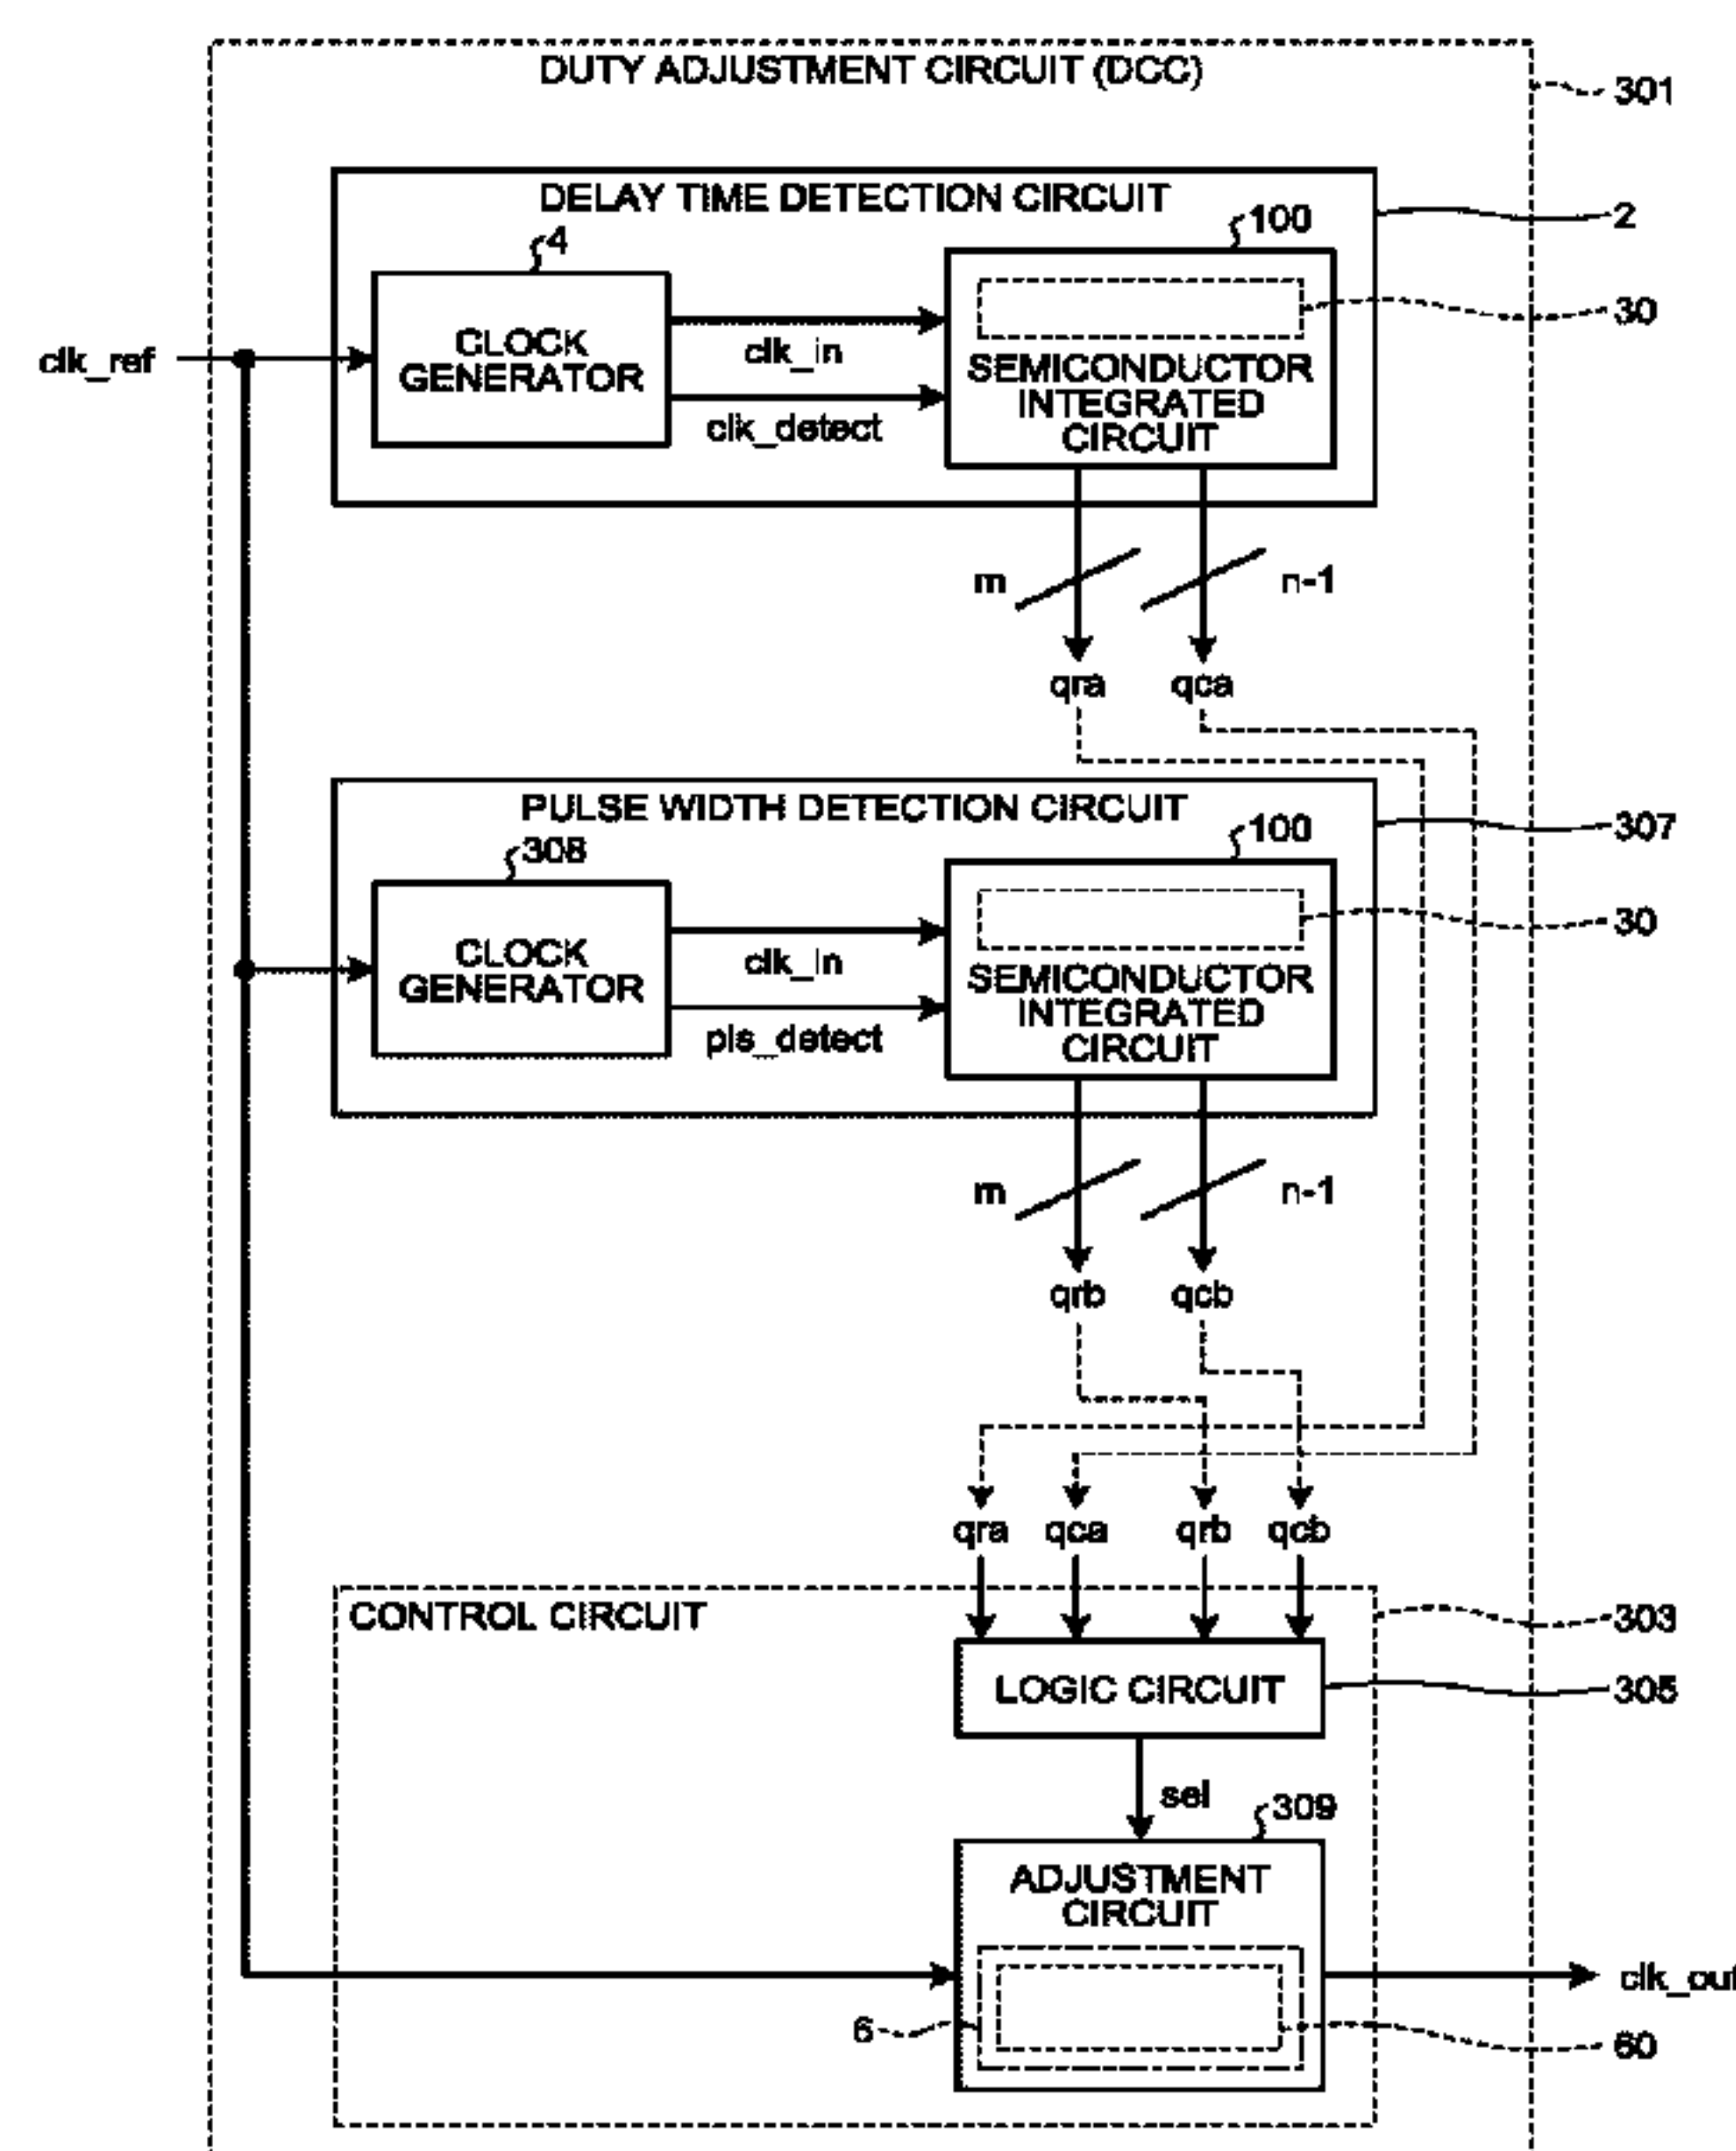 DUTY ADJUSTMENT CIRCUIT (DCC)
301
DELAY TIME DETECTION CIRCUIT
2
4
100
30
clk_ref
CLOCK
GENERATOR
clk_in
clk_detect
SEMICONDUCTOR
INTEGRATED
CIRCUIT
m
n-1
qra
qca
PULSE WIDTH DETECTION CIRCUIT
307
308
100
30
CLOCK
GENERATOR
clk_in
pls_detect
SEMICONDUCTOR
INTEGRATED
CIRCUIT
m
n-1
qrb
qcb
qra
qca
qrb
qcb
CONTROL CIRCUIT
303
LOGIC CIRCUIT
305
sel
309
ADJUSTMENT
CIRCUIT
clk_out
6
60